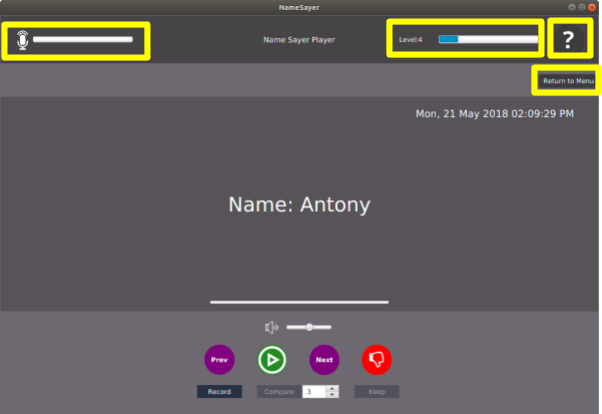 NameSayer
Name Sayer Player
Level:4
?
Return to Menu
Mon, 21 May 2018 02:09:29 PM
Name: Antony
Prev
Next
Record
Compare
3
Keep